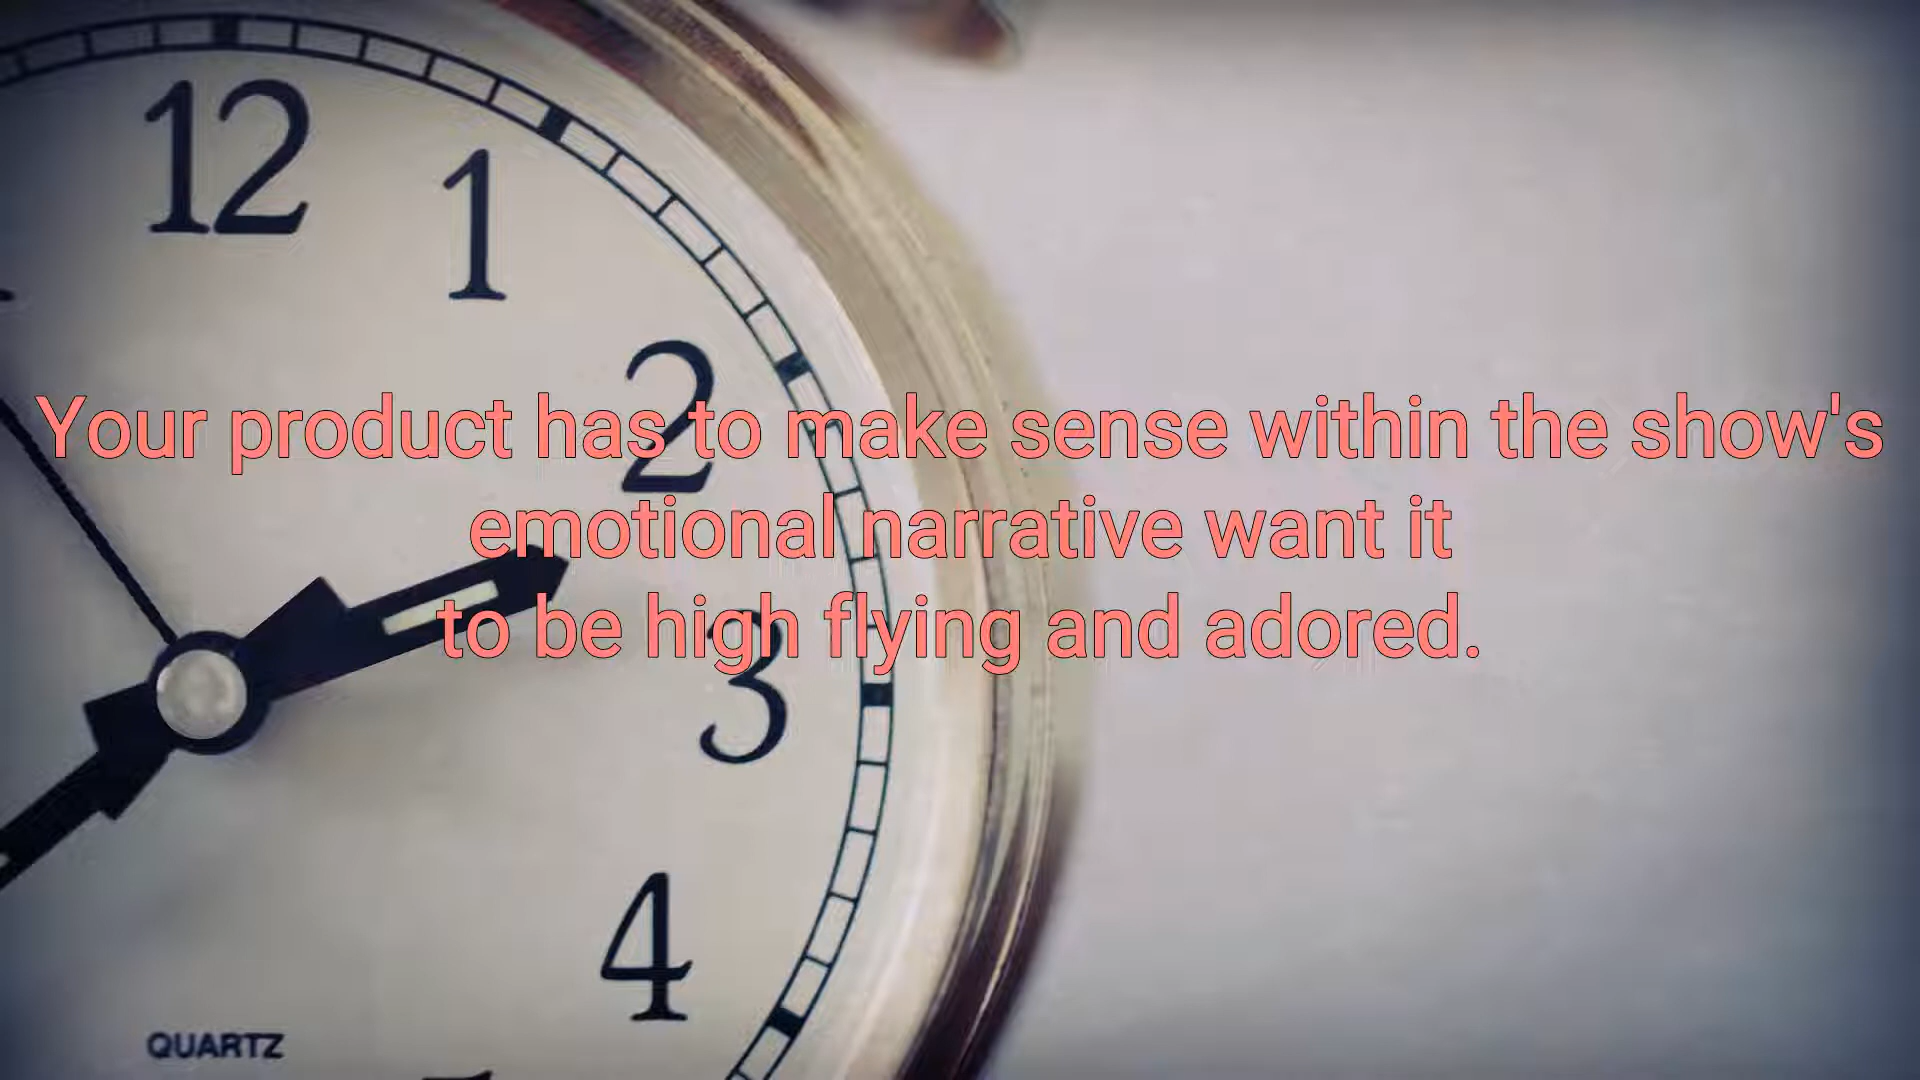 12
1
2
Your product has to make sense within the show's
emotional narrative want it
to be high flying and adored.
3
4
QUARTZ